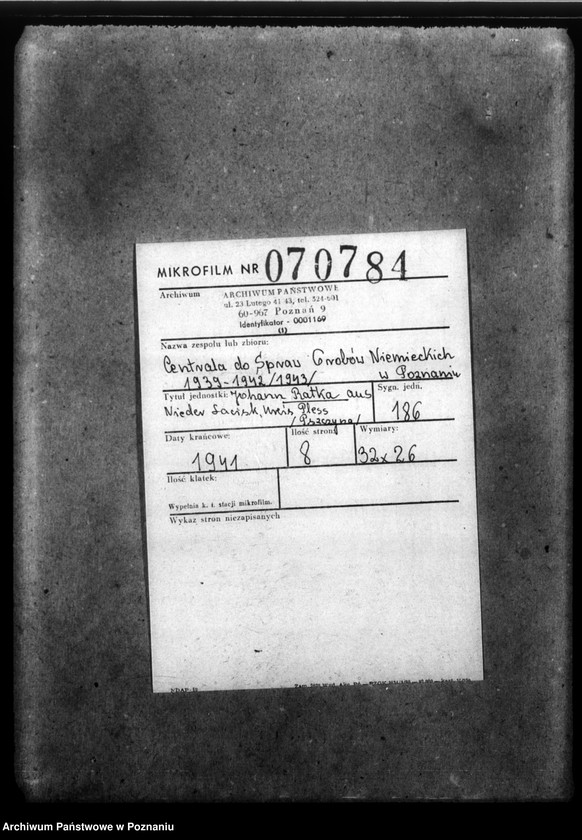 MIKROFILM NR 070784
Archiwum
ARCHIWUM PAŃSTWOWE
ul. 23 Lutego 41 43, tel. 524-601
60-967 Poznań 9
Identyfikator - 0001169
(1)
Nazwa zespołu lub zbioru:
Centrala do Spraw Grobów Niemieckich
1939-1942/1943/ w Poznaniu
Tytuł jednostki: Johann Ratka aus
Nieder Lacisk, Kreis Pless
/Pszczyna/
Sygn. jedn.
186
Daty krańcowe:
1941
Ilość stron:
8
Wymiary:
32x26
Ilość klatek:
Wypełnia k. t. stacji mikrofilm.
Wykaz stron niezapisanych
Archiwum Państwowe w Poznaniu